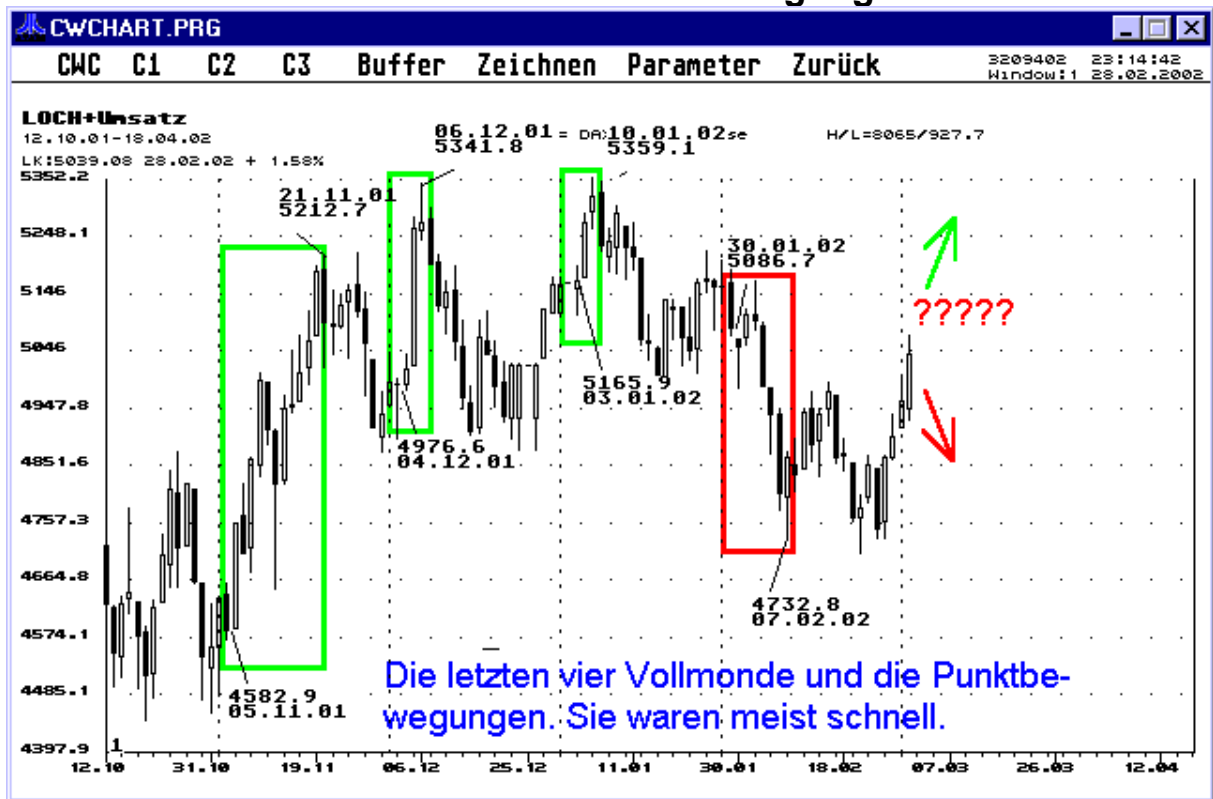 CWCHART.PRG
CWC C1 C2 C3 Buffer Zeichnen Parameter Zurück
3209402 23:14:42
Window:1 28.02.2002
LOCH+Umsatz
12.10.01-18.04.02
LK:5039.08 28.02.02 + 1.58%
06.12.01= DAX 10.01.02se
5341.8 5359.1
H/L=8065/927.7
21.11.01
5212.7
30.01.02
5086.7
?????
5165.9
03.01.02
4976.6
04.12.01
4732.8
07.02.02
4582.9
05.11.01
Die letzten vier Vollmonde und die Punktbe-
wegungen. Sie waren meist schnell.
5352.2
5248.1
5146
5046
4947.8
4851.6
4757.3
4664.8
4574.1
4485.1
4397.9
1
12.10 31.10 19.11 06.12 25.12 11.01 30.01 18.02 07.03 26.03 12.04